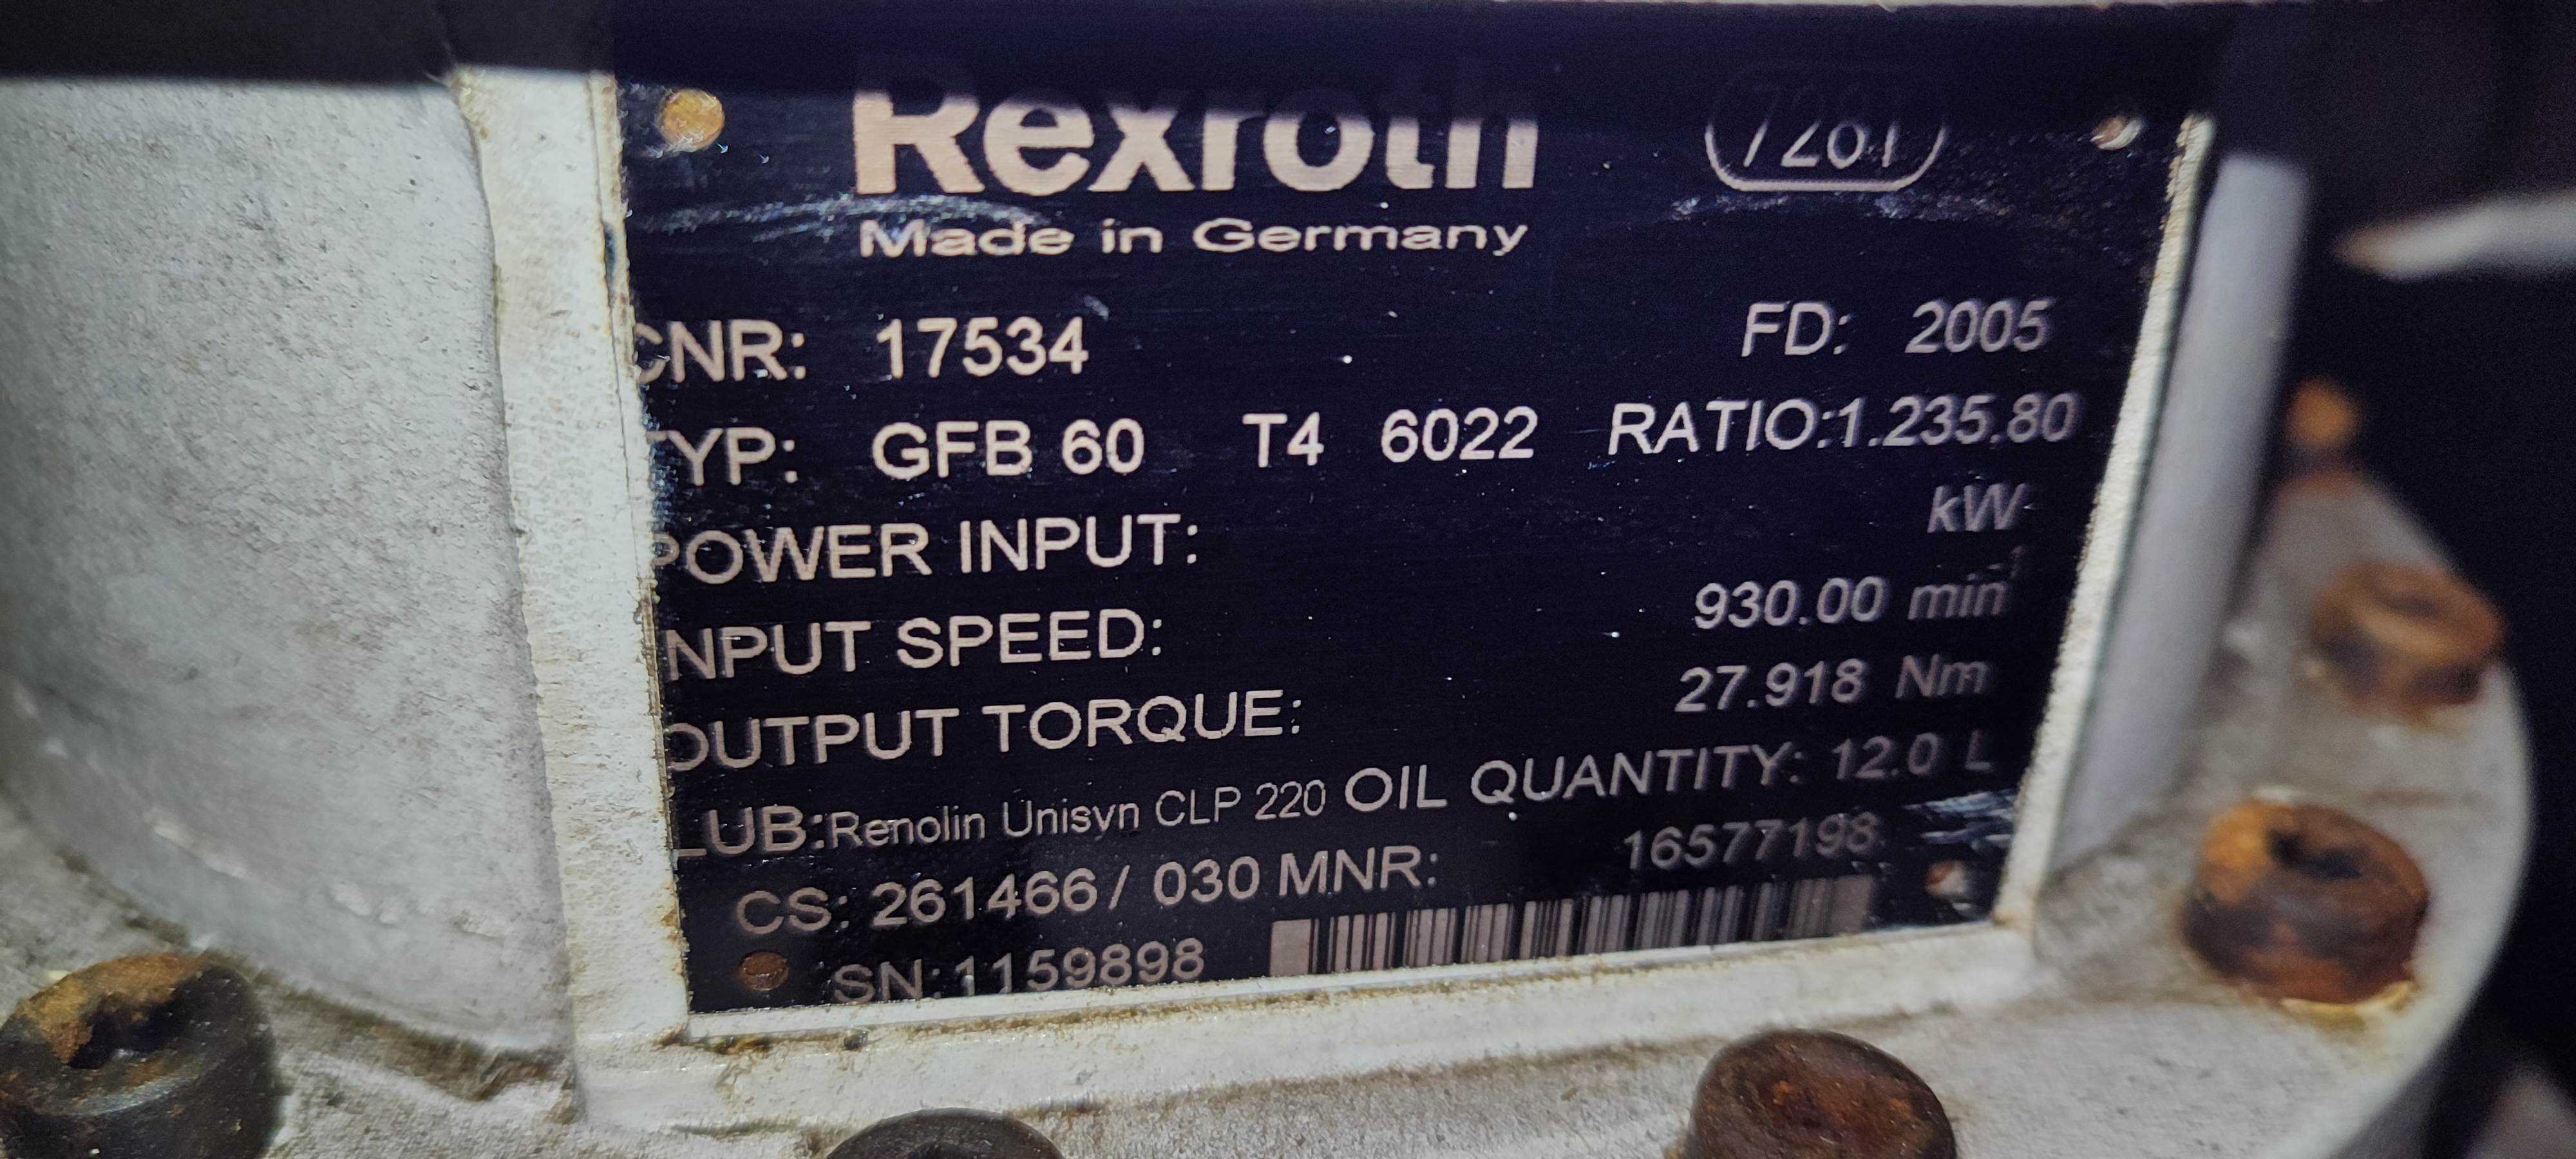 Rexroth
7281
Made in Germany
CNR: 17534 FD: 2005
TYP: GFB 60 T4 6022 RATIO:1.235.80
POWER INPUT: kW
INPUT SPEED: 930.00 min-1
OUTPUT TORQUE: 27.918 Nm
LUB:Renolin Unisyn CLP 220 OIL QUANTITY: 12.0 L
CS: 261466/ 030 MNR: 16577198
SN:1159898